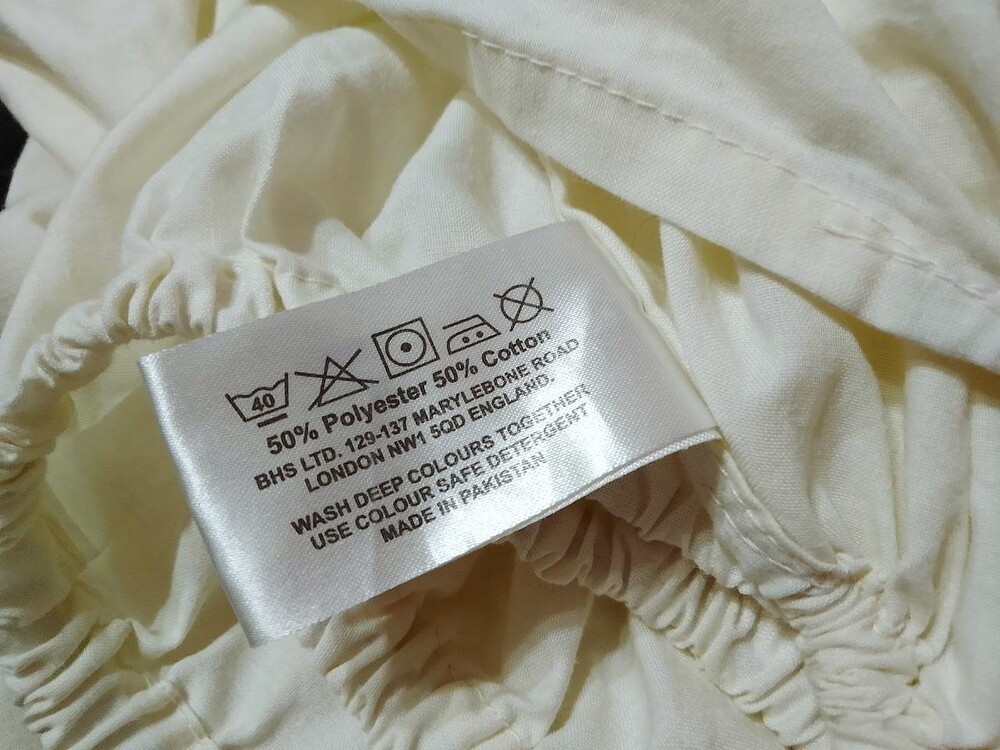 40
50% Polyester 50% Cotton
BHS LTD. 129-137 MARYLEBONE ROAD
LONDON NW1 5QD ENGLAND.
WASH DEEP COLOURS TOGETHER
USE COLOUR SAFE DETERGENT
MADE IN PAKISTAN